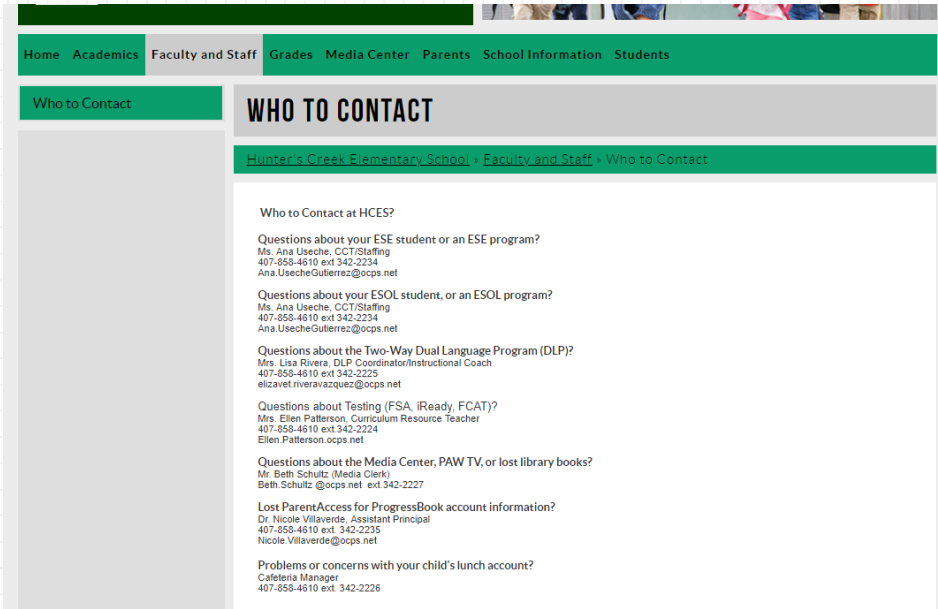 Home Academics Faculty and Staff Grades Media Center Parents School Information Students
Who to Contact
WHO TO CONTACT
Hunter's Creek Elementary School » Faculty and Staff » Who to Contact
Who to Contact at HCES?
Questions about your ESE student or an ESE program?
Ms. Ana Useche, CCT/Staffing
407-858-4610 ext 342-2234
Ana.UsecheGutierrez@ocps.net
Questions about your ESOL student, or an ESOL program?
Ms. Ana Useche, CCT/Staffing
407-858-4610 ext 342-2234
Ana.UsecheGutierrez@ocps.net
Questions about the Two-Way Dual Language Program (DLP)?
Mrs. Lisa Rivera, DLP Coordinator/Instructional Coach
407-858-4610 ext 342-2225
elizavet.riveravazquez@ocps.net
Questions about Testing (FSA, iReady, FCAT)?
Mrs. Ellen Patterson, Curriculum Resource Teacher
407-858-4610 ext.342-2224
Ellen.Patterson.ocps.net
Questions about the Media Center, PAW TV, or lost library books?
Mr. Beth Schultz (Media Clerk)
Beth.Schultz @ocps.net ext.342-2227
Lost ParentAccess for ProgressBook account information?
Dr. Nicole Villaverde, Assistant Principal
407-858-4610 ext. 342-2235
Nicole.Villaverde@ocps.net
Problems or concerns with your child's lunch account?
Cafeteria Manager
407-858-4610 ext. 342-2226